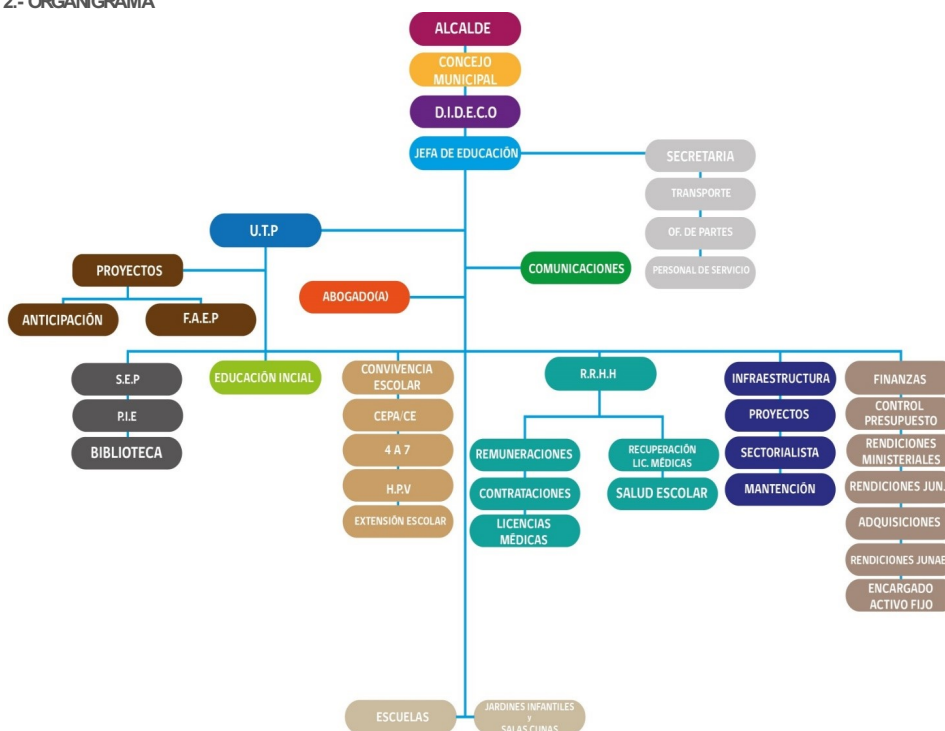 2.- ORGANIGRAMA
ALCALDE
CONCEJO
MUNICIPAL
D.I.D.E.C.O
JEFA DE EDUCACIÓN
SECRETARIA
TRANSPORTE
OF. DE PARTES
PERSONAL DE SERVICIO
U.T.P
COMUNICACIONES
PROYECTOS
ABOGADO(A)
ANTICIPACIÓN
F.A.E.P
S.E.P
P.I.E
BIBLIOTECA
EDUCACIÓN INCIAL
CONVIVENCIA
ESCOLAR
CEPA/CE
4 A 7
H.P.V
EXTENSIÓN ESCOLAR
R.R.H.H
REMUNERACIONES
CONTRATACIONES
LICENCIAS
MÉDICAS
RECUPERACIÓN
LIC. MÉDICAS
SALUD ESCOLAR
INFRAESTRUCTURA
PROYECTOS
SECTORIALISTA
MANTENCIÓN
FINANZAS
CONTROL
PRESUPUESTO
RENDICIONES
MINISTERIALES
RENDICIONES JUN.
ADQUISICIONES
RENDICIONES JUNAE
ENCARGADO
ACTIVO FIJO
ESCUELAS
JARDINES INFANTILES
y
SALAS CUNAS